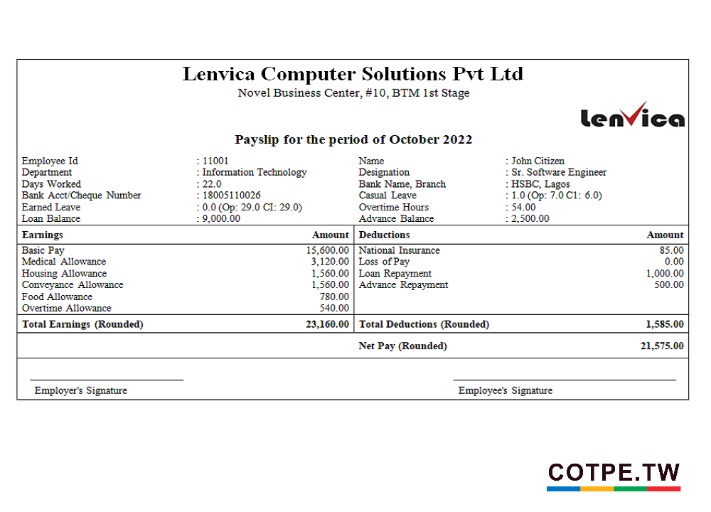 Lenvica Computer Solutions Pvt Ltd
Novel Business Center, #10, BTM 1st Stage
Lenvica
Payslip for the period of October 2022
Employee Id : 11001 Name : John Citizen
Department : Information Technology Designation : Sr. Software Engineer
Days Worked : 22.0 Bank Name, Branch : HSBC, Lagos
Bank Acct/Cheque Number : 18005110026 Casual Leave : 1.0 (Op: 7.0 C1: 6.0)
Earned Leave : 0.0 (Op: 29.0 CI: 29.0) Overtime Hours : 54.00
Loan Balance : 9,000.00 Advance Balance : 2,500.00
Earnings Amount Deductions Amount
Basic Pay 15,600.00 National Insurance 85.00
Medical Allowance 3,120.00 Loss of Pay 0.00
Housing Allowance 1,560.00 Loan Repayment 1,000.00
Conveyance Allowance 1,560.00 Advance Repayment 500.00
Food Allowance 780.00
Overtime Allowance 540.00
Total Earnings (Rounded) 23,160.00 Total Deductions (Rounded) 1,585.00
Net Pay (Rounded) 21,575.00
Employer's Signature Employee's Signature
COTPE.TW